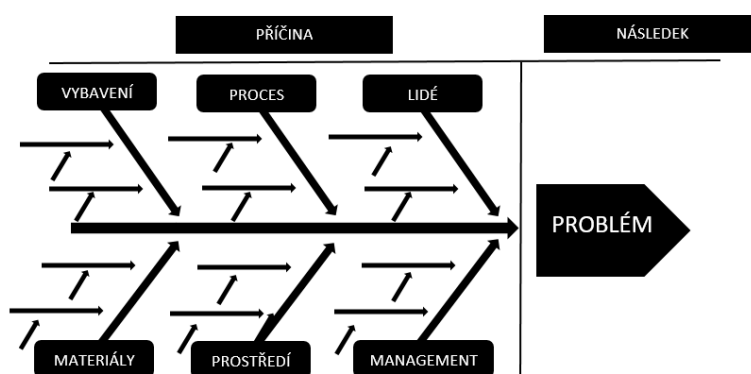 PŘÍČINA
NÁSLEDEK
VYBAVENÍ
PROCES
LIDÉ
PROBLÉM
MATERIÁLY
PROSTŘEDÍ
MANAGEMENT